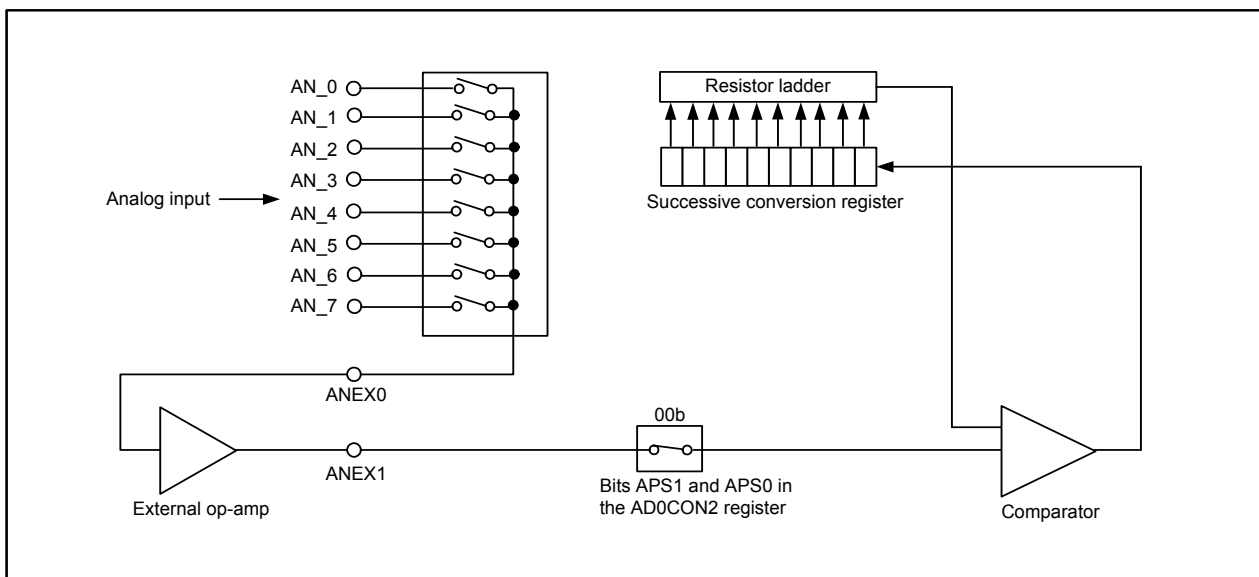 AN_0
AN_1
AN_2
AN_3
AN_4
AN_5
AN_6
AN_7
Analog input
Resistor ladder
Successive conversion register
ANEX0
ANEX1
External op-amp
00b
Bits APS1 and APS0 in
the AD0CON2 register
Comparator